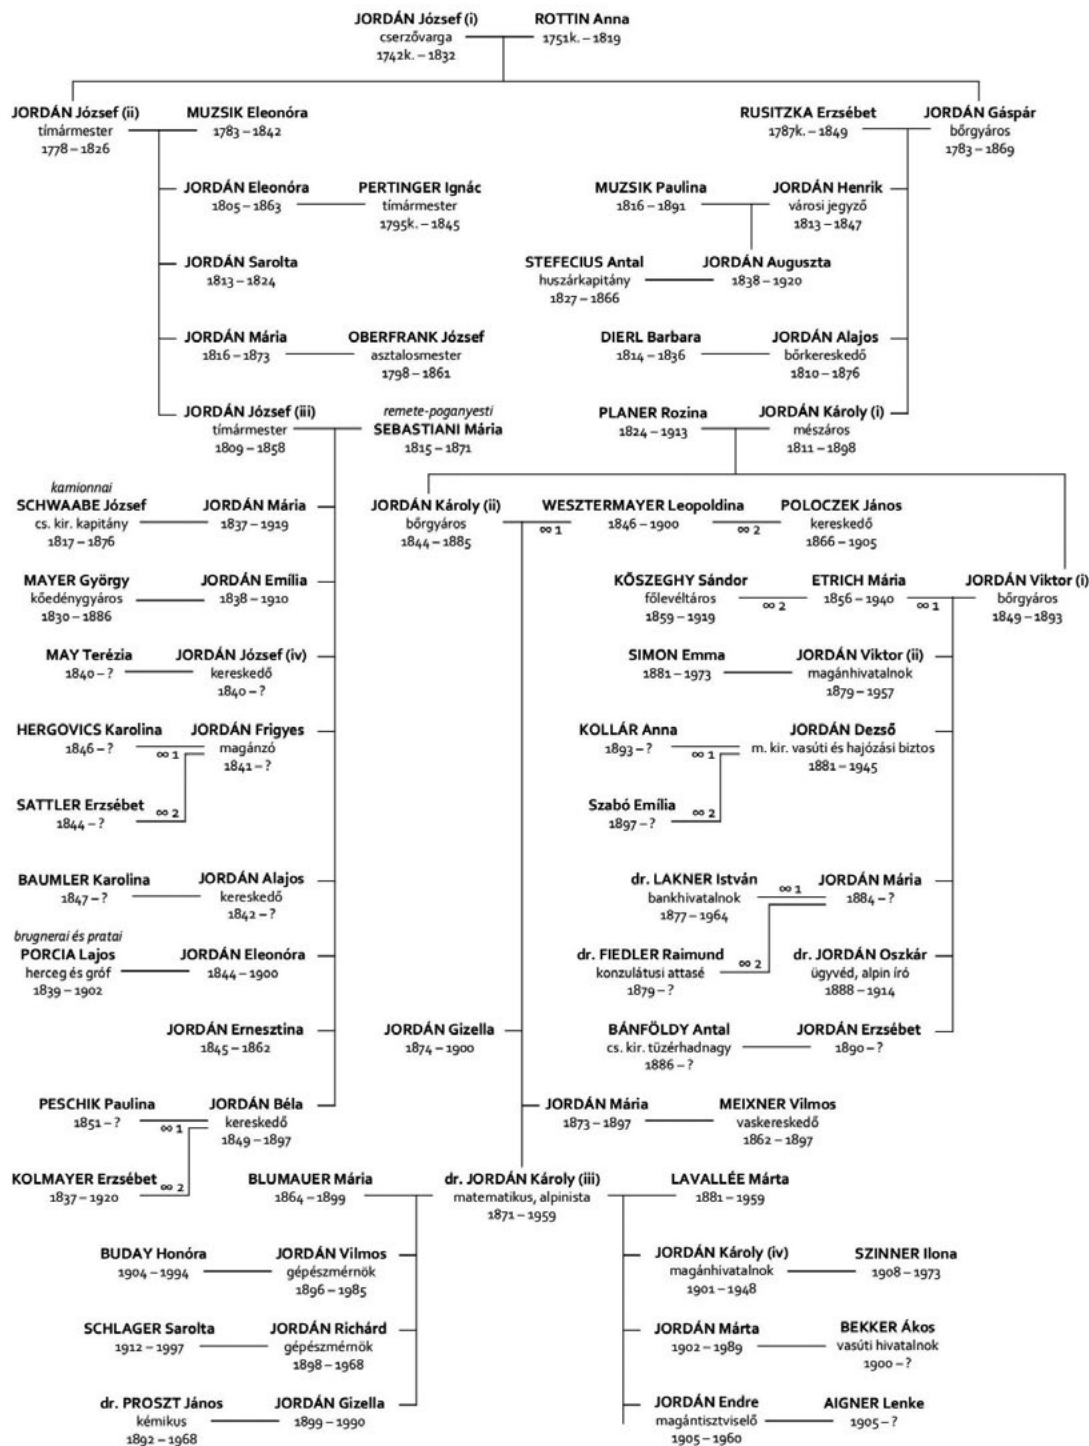 JORDÁN József (i) ROTTIN Anna
cserzővarga 1751k. – 1819
1742k. – 1832
JORDÁN József (ii) MUZSIK Eleonóra RUSITZKA Erzsébet JORDÁN Gáspár
tímármester 1783 – 1842 1787k. – 1849 bőrgyáros
1778 – 1826 1783 – 1869
JORDÁN Eleonóra PERTINGER Ignác MUZSIK Paulina JORDÁN Henrik
1805 – 1863 tímármester 1816 – 1891 városi jegyző
1795k. – 1845 1813 – 1847
JORDÁN Sarolta STEFECIUS Antal JORDÁN Auguszta
1813 – 1824 huszárkapitány 1838 – 1920
1827 – 1866
JORDÁN Mária OBERFRANK József DIERL Barbara JORDÁN Alajos
1816 – 1873 asztalosmester 1814 – 1836 bőrkereskedő
1798 – 1861 1810 – 1876
remete-poganyesti
JORDÁN József (iii) SEBASTIANI Mária PLANER Rozina JORDÁN Károly (i)
tímármester 1815 – 1871 1824 – 1913 mészáros
1809 – 1858 1811 – 1898
kamionnai
SCHWAABE József JORDÁN Mária JORDÁN Károly (ii) WESZTERMAYER Leopoldina POLOCZEK János
cs. kir. kapitány 1837 – 1919 bőrgyáros ∞ 1 1846 – 1900 ∞ 2 kereskedő
1817 – 1876 1844 – 1885 1866 – 1905
MAYER György JORDÁN Emília KŐSZEGHY Sándor ETRICH Mária JORDÁN Viktor (i)
kőedénygyáros 1838 – 1910 főlevéltáros ∞ 2 1856 – 1940 ∞ 1 bőrgyáros
1830 – 1886 1859 – 1919 1849 – 1893
MAY Terézia JORDÁN József (iv) SIMON Emma JORDÁN Viktor (ii)
1840 – ? kereskedő 1881 – 1973 magánhivatalnok
1840 – ? 1879 – 1957
HERGOVICS Karolina JORDÁN Frigyes KOLLÁR Anna JORDÁN Dezső
1846 – ? ∞ 1 magánzó 1893 – ? ∞ 1 m. kir. vasúti és hajózási biztos
1841 – ? 1881 – 1945
SATTLER Erzsébet ∞ 2 Szabó Emília ∞ 2
1844 – ? 1897 – ?
BAUMLER Karolina JORDÁN Alajos dr. LAKNER István ∞ 1 JORDÁN Mária
1847 – ? kereskedő bankhivatalnok 1884 – ?
1842 – ? 1877 – 1964
brugnerai és pratai
PORCIA Lajos JORDÁN Eleonóra dr. FIEDLER Raimund ∞ 2 dr. JORDÁN Oszkár
herceg és gróf 1844 – 1900 konzulátusi attasé ügyvéd, alpin író
1839 – 1902 1879 – ? 1888 – 1914
JORDÁN Ernesztina JORDÁN Gizella BÁNFÖLDY Antal JORDÁN Erzsébet
1845 – 1862 1874 – 1900 cs. kir. tüzérhadnagy 1890 – ?
1886 – ?
PESCHIK Paulina JORDÁN Béla JORDÁN Mária MEIXNER Vilmos
1851 – ? ∞ 1 kereskedő 1873 – 1897 vaskereskedő
1849 – 1897 1862 – 1897
KOLMAYER Erzsébet ∞ 2 BLUMAUER Mária dr. JORDÁN Károly (iii) LAVALLÉE Márta
1837 – 1920 1864 – 1899 matematikus, alpinista 1881 – 1959
1871 – 1959
BUDAY Honóra JORDÁN Vilmos JORDÁN Károly (iv) SZINNER Ilona
1904 – 1994 gépészmérnök magánhivatalnok 1908 – 1973
1896 – 1985 1901 – 1948
SCHLAGER Sarolta JORDÁN Richárd JORDÁN Márta BEKKER Ákos
1912 – 1997 gépészmérnök 1902 – 1989 vasúti hivatalnok
1898 – 1968 1900 – ?
dr. PROSZT János JORDÁN Gizella JORDÁN Endre AIGNER Lenke
kémikus 1899 – 1990 magántisztviselő 1905 – ?
1892 – 1968 1905 – 1960